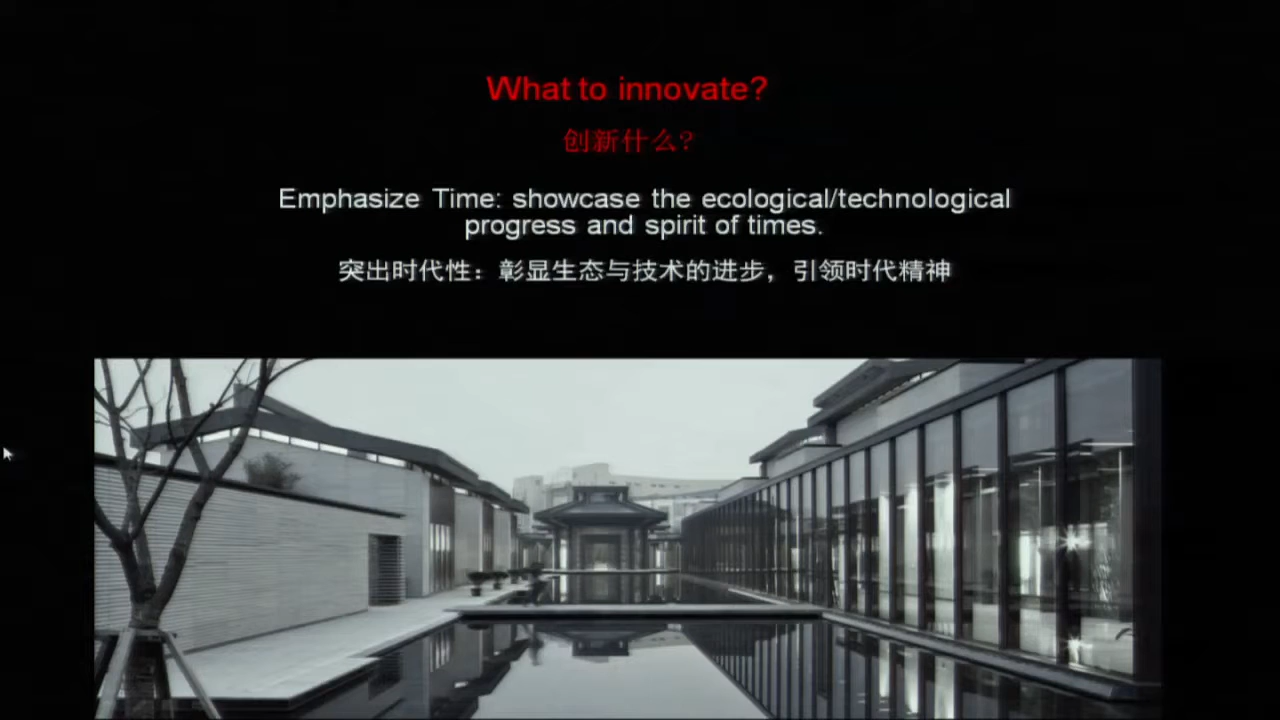 What to innovate?
创新什么?
Emphasize Time: showcase the ecological/technological
progress and spirit of times.
突出时代性：彰显生态与技术的进步，引领时代精神